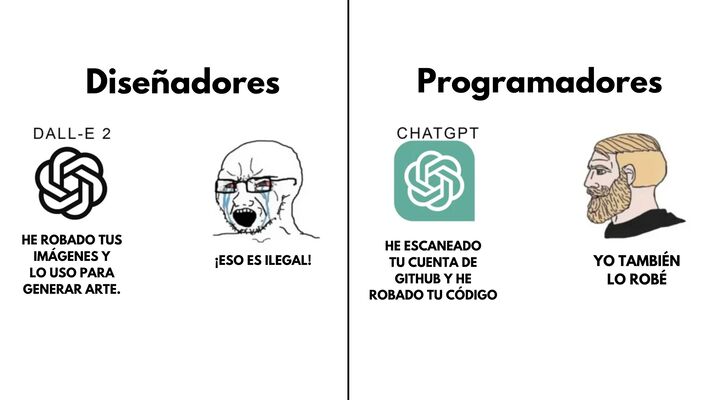 Diseñadores
DALL-E 2
HE ROBADO TUS
IMÁGENES Y
LO USO PARA
GENERAR ARTE.
¡ESO ES ILEGAL!
Programadores
CHATGPT
HE ESCANEADO
TU CUENTA DE
GITHUB Y HE
ROBADO TU CÓDIGO
YO TAMBIÉN
LO ROBÉ